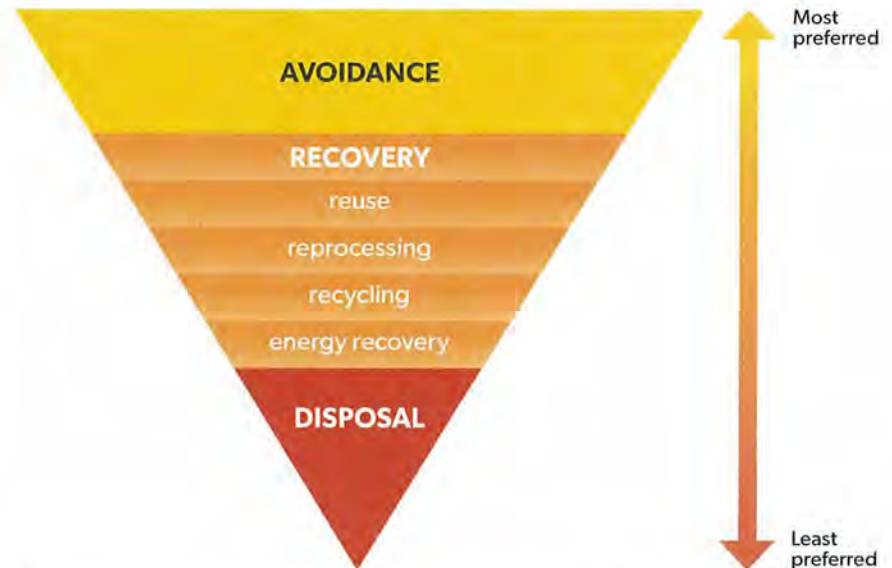 AVOIDANCE
RECOVERY
reuse
reprocessing
recycling
energy recovery
DISPOSAL
Most
preferred
Least
preferred